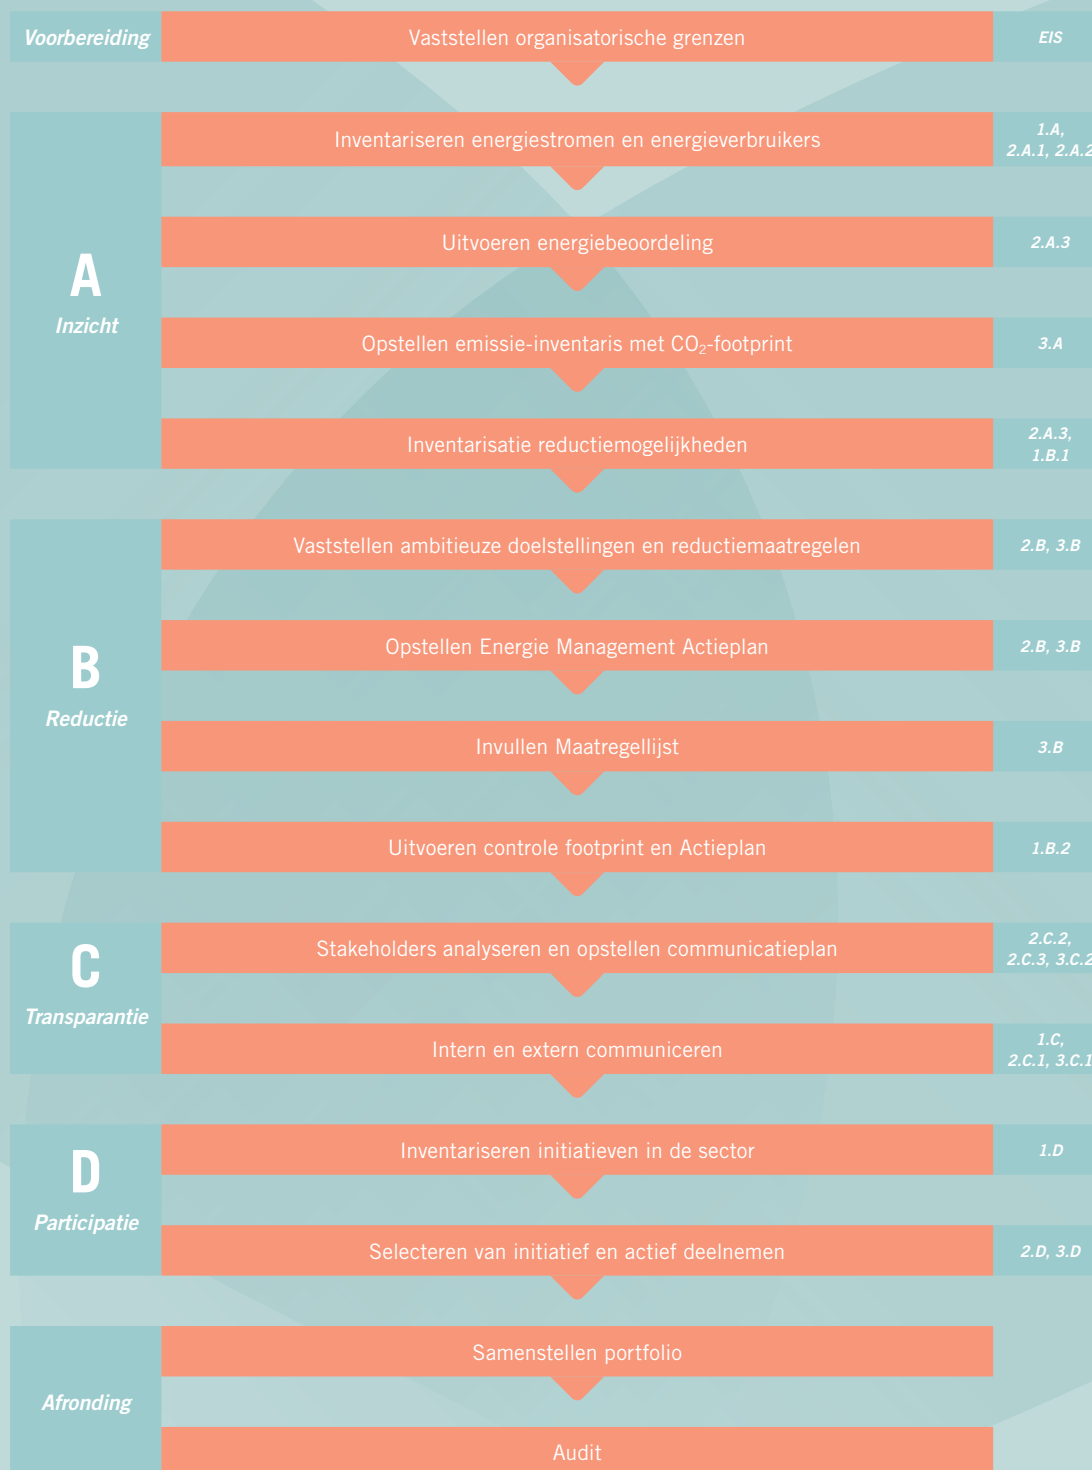 Voorbereiding
Vaststellen organisatorische grenzen
EIS
A
Inzicht
Inventariseren energiestromen en energieverbruikers
1.A,
2.A.1, 2.A.2
Uitvoeren energiebeoordeling
2.A.3
Opstellen emissie-inventaris met CO₂-footprint
3.A
Inventarisatie reductiemogelijkheden
2.A.3,
1.B.1
B
Reductie
Vaststellen ambitieuze doelstellingen en reductiemaatregelen
2.B, 3.B
Opstellen Energie Management Actieplan
2.B, 3.B
Invullen Maatregellijst
3.B
Uitvoeren controle footprint en Actieplan
1.B.2
C
Transparantie
Stakeholders analyseren en opstellen communicatieplan
2.C.2,
2.C.3, 3.C.2
Intern en extern communiceren
1.C,
2.C.1, 3.C.1
D
Participatie
Inventariseren initiatieven in de sector
1.D
Selecteren van initiatief en actief deelnemen
2.D, 3.D
Afronding
Samenstellen portfolio
Audit